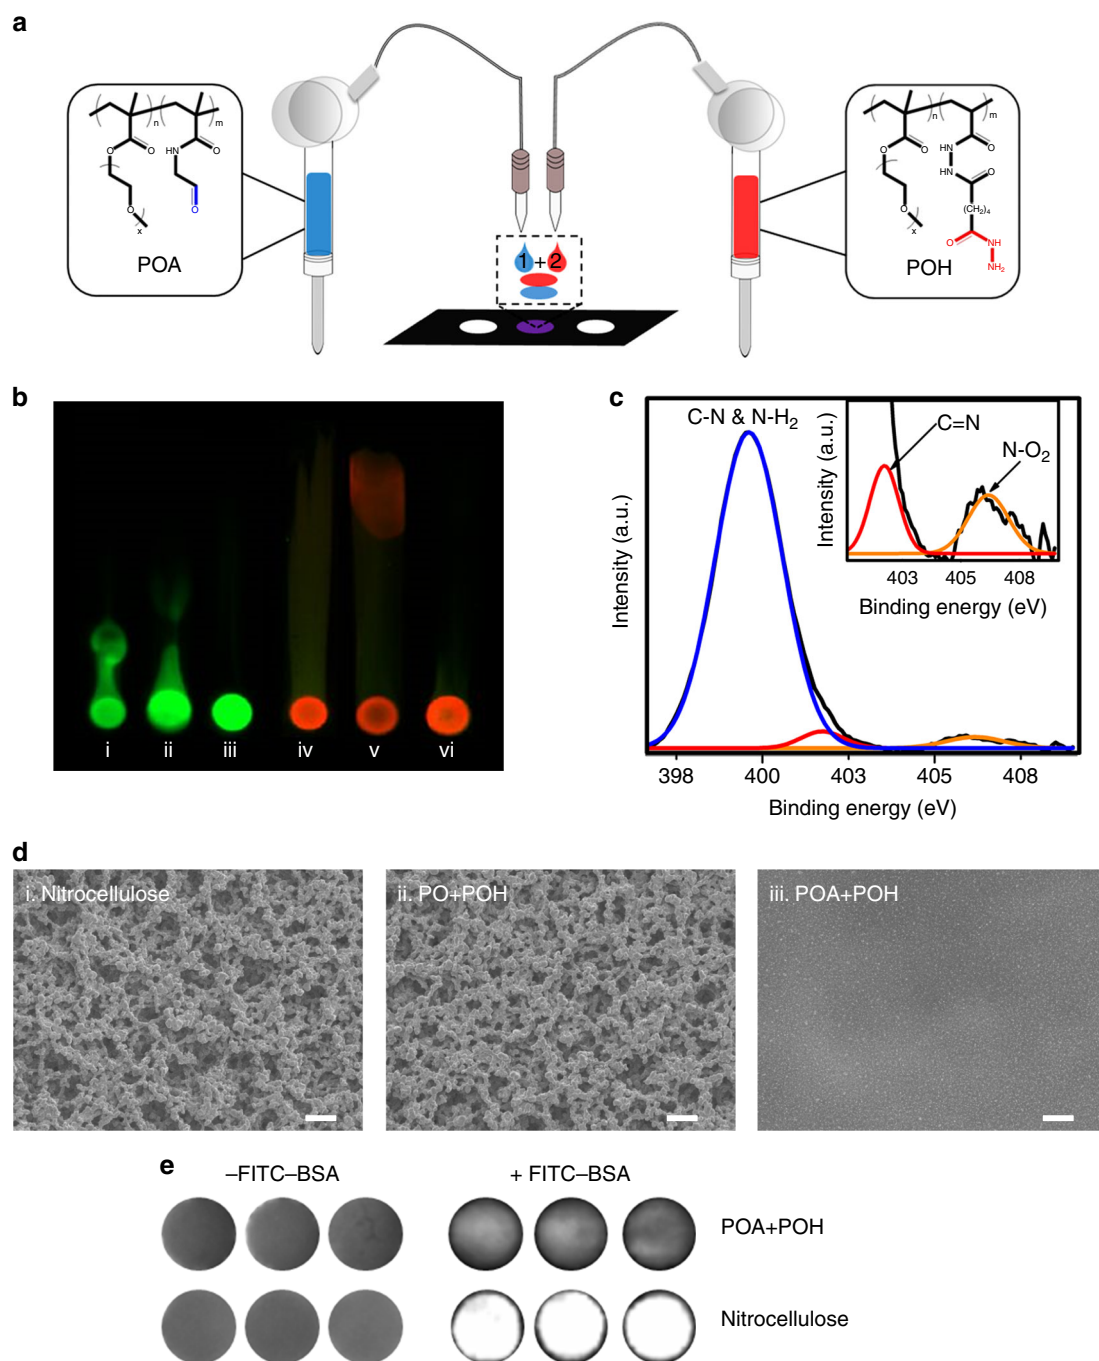 a
n
m
O
O
HN
O
O
x
O
POA
1 + 2
n
m
O
O
HN
O
HN
O
O
x
(CH2)4
O
NH
NH2
POH
b
i ii iii iv v vi
c
C-N & N-H2
C=N
N-O2
Intensity (a.u.)
403 405 408
Binding energy (eV)
Intensity (a.u.)
398 400 403 405 408
Binding energy (eV)
d
i. Nitrocellulose
ii. PO+POH
iii. POA+POH
e
–FITC–BSA
+ FITC–BSA
POA+POH
Nitrocellulose